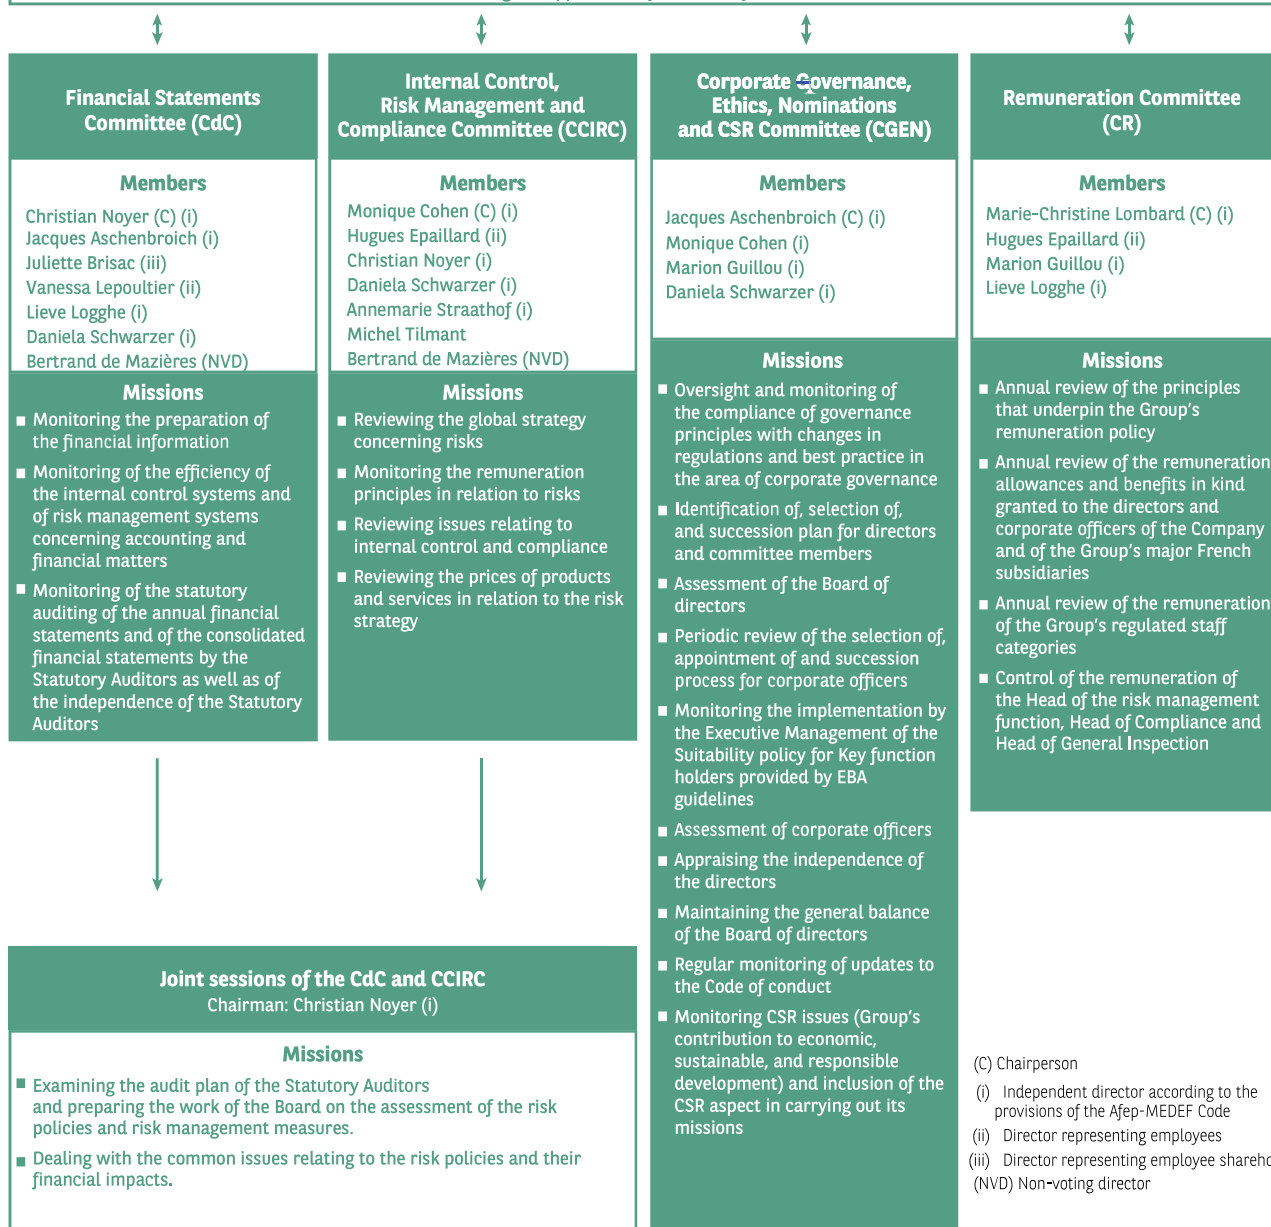 Financial Statements
Committee (CdC)
Members
Christian Noyer (C) (i)
Jacques Aschenbroich (i)
Juliette Brisac (iii)
Vanessa Lepoultier (ii)
Lieve Logghe (i)
Daniela Schwarzer (i)
Bertrand de Mazières (NVD)
Missions
■ Monitoring the preparation of
the financial information
■ Monitoring of the efficiency of
the internal control systems and
of risk management systems
concerning accounting and
financial matters
■ Monitoring of the statutory
auditing of the annual financial
statements and of the consolidated
financial statements by the
Statutory Auditors as well as of
the independence of the Statutory
Auditors
Internal Control,
Risk Management and
Compliance Committee (CCIRC)
Members
Monique Cohen (C) (i)
Hugues Epaillard (ii)
Christian Noyer (i)
Daniela Schwarzer (i)
Annemarie Straathof (i)
Michel Tilmant
Bertrand de Mazières (NVD)
Missions
■ Reviewing the global strategy
concerning risks
■ Monitoring the remuneration
principles in relation to risks
■ Reviewing issues relating to
internal control and compliance
■ Reviewing the prices of products
and services in relation to the risk
strategy
Corporate Governance,
Ethics, Nominations
and CSR Committee (CGEN)
Members
Jacques Aschenbroich (C) (i)
Monique Cohen (i)
Marion Guillou (i)
Daniela Schwarzer (i)
Missions
■ Oversight and monitoring of
the compliance of governance
principles with changes in
regulations and best practice in
the area of corporate governance
■ Identification of, selection of,
and succession plan for directors
and committee members
■ Assessment of the Board of
directors
■ Periodic review of the selection of,
appointment of and succession
process for corporate officers
■ Monitoring the implementation by
the Executive Management of the
Suitability policy for Key function
holders provided by EBA
guidelines
■ Assessment of corporate officers
■ Appraising the independence of
the directors
■ Maintaining the general balance
of the Board of directors
■ Regular monitoring of updates to
the Code of conduct
■ Monitoring CSR issues (Group's
contribution to economic,
sustainable, and responsible
development) and inclusion of the
CSR aspect in carrying out its
missions
Remuneration Committee
(CR)
Members
Marie-Christine Lombard (C) (i)
Hugues Epaillard (ii)
Marion Guillou (i)
Lieve Logghe (i)
Missions
■ Annual review of the principles
that underpin the Group's
remuneration policy
■ Annual review of the remuneration
allowances and benefits in kind
granted to the directors and
corporate officers of the Company
and of the Group's major French
subsidiaries
■ Annual review of the remuneration
of the Group's regulated staff
categories
■ Control of the remuneration of
the Head of the risk management
function, Head of Compliance and
Head of General Inspection
Joint sessions of the CdC and CCIRC
Chairman: Christian Noyer (i)
Missions
■ Examining the audit plan of the Statutory Auditors
and preparing the work of the Board on the assessment of the risk
policies and risk management measures.
■ Dealing with the common issues relating to the risk policies and their
financial impacts.
(C) Chairperson
(i) Independent director according to the
provisions of the Afep-MEDEF Code
(ii) Director representing employees
(iii) Director representing employee
(NVD) Non-voting director